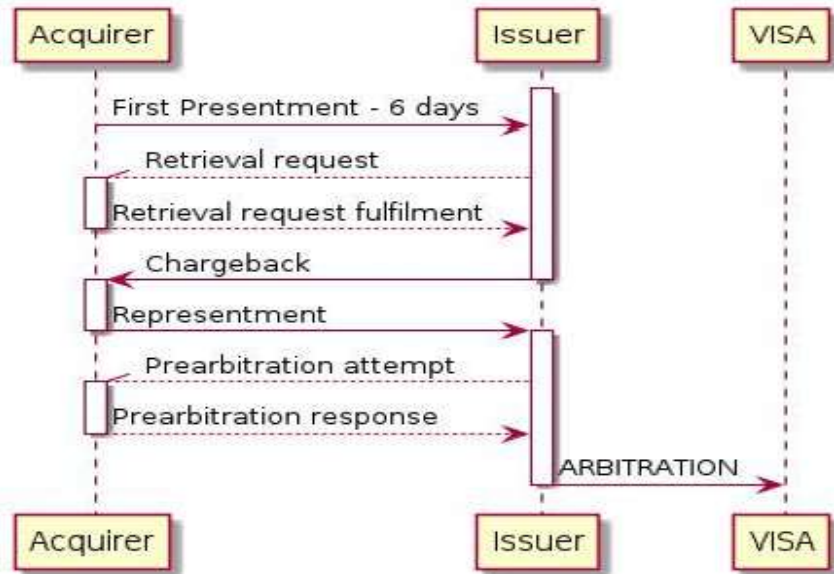 Acquirer
Issuer
VISA
First Presentment - 6 days
Retrieval request
Retrieval request fulfilment
Chargeback
Representment
Prearbitration attempt
Prearbitration response
ARBITRATION
Acquirer
Issuer
VISA